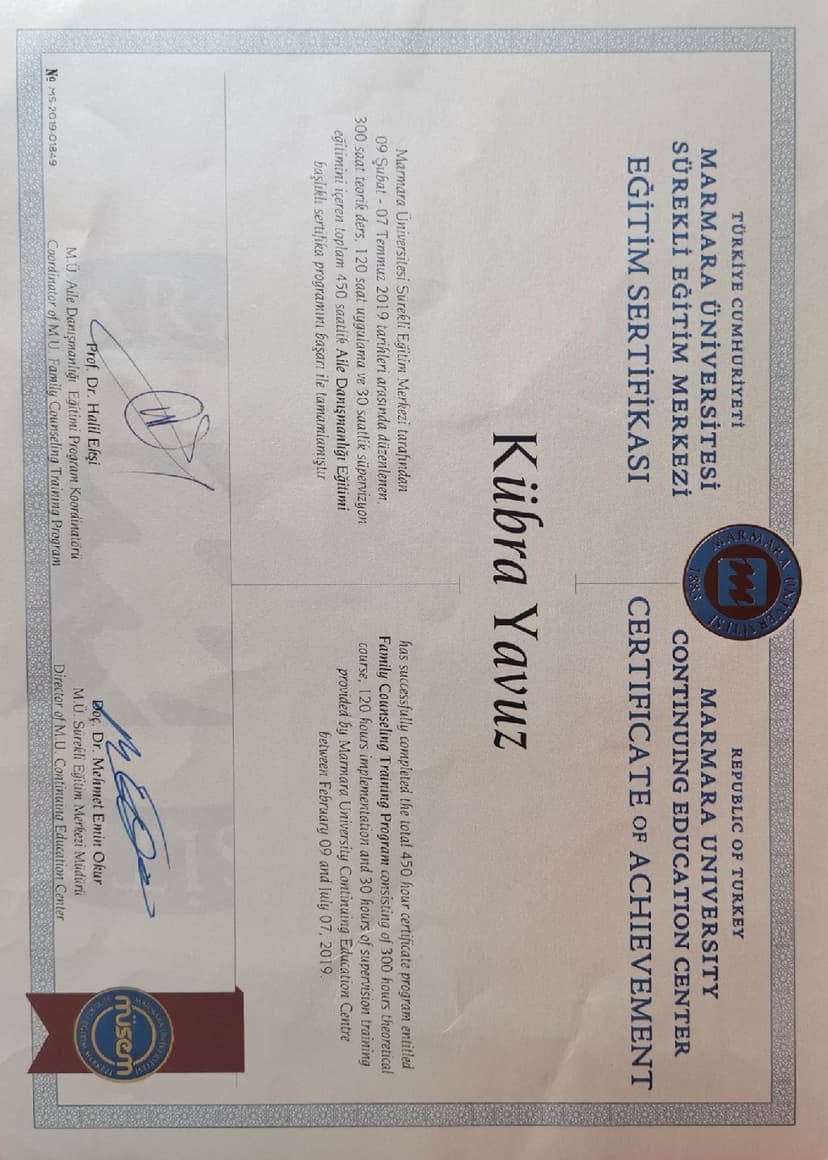 TÜRKİYE CUMHURİYETİ
MARMARA ÜNİVERSİTESİ
SÜREKLİ EĞİTİM MERKEZİ
EĞİTİM SERTİFİKASI
REPUBLIC OF TURKEY
MARMARA UNIVERSITY
CONTINUING EDUCATION CENTER
CERTIFICATE OF ACHIEVEMENT
MARMARA ÜNİVERSİTESİ
1883
Kübra Yavuz
Marmara Üniversitesi Sürekli Eğitim Merkezi tarafından
09 Şubat - 07 Temmuz 2019 tarihleri arasında düzenlenen,
300 saat teorik ders, 120 saat uygulama ve 30 saatlik süpervizyon
eğitimini içeren toplam 450 saatlik Aile Danışmanlığı Eğitimi
başlıklı sertifika programını başarı ile tamamlamıştır
has successfully completed the total 450 hour certificate program entitled
Family Counseling Training Program consisting of 300 hours theoretical
course, 120 hours implementation and 30 hours of supervision training
provided by Marmara University Continuing Education Centre
between February 09 and July 07, 2019.
Prof. Dr. Halil Ekşi
M.Ü. Aile Danışmanlığı Eğitimi Program Koordinatörü
Coordinator of M.U. Family Counseling Training Program
Doç. Dr. Mehmet Emin Okur
M.Ü. Sürekli Eğitim Merkezi Müdürü
Director of M.U. Continuing Education Center
№ MS-2019-01849
müsem